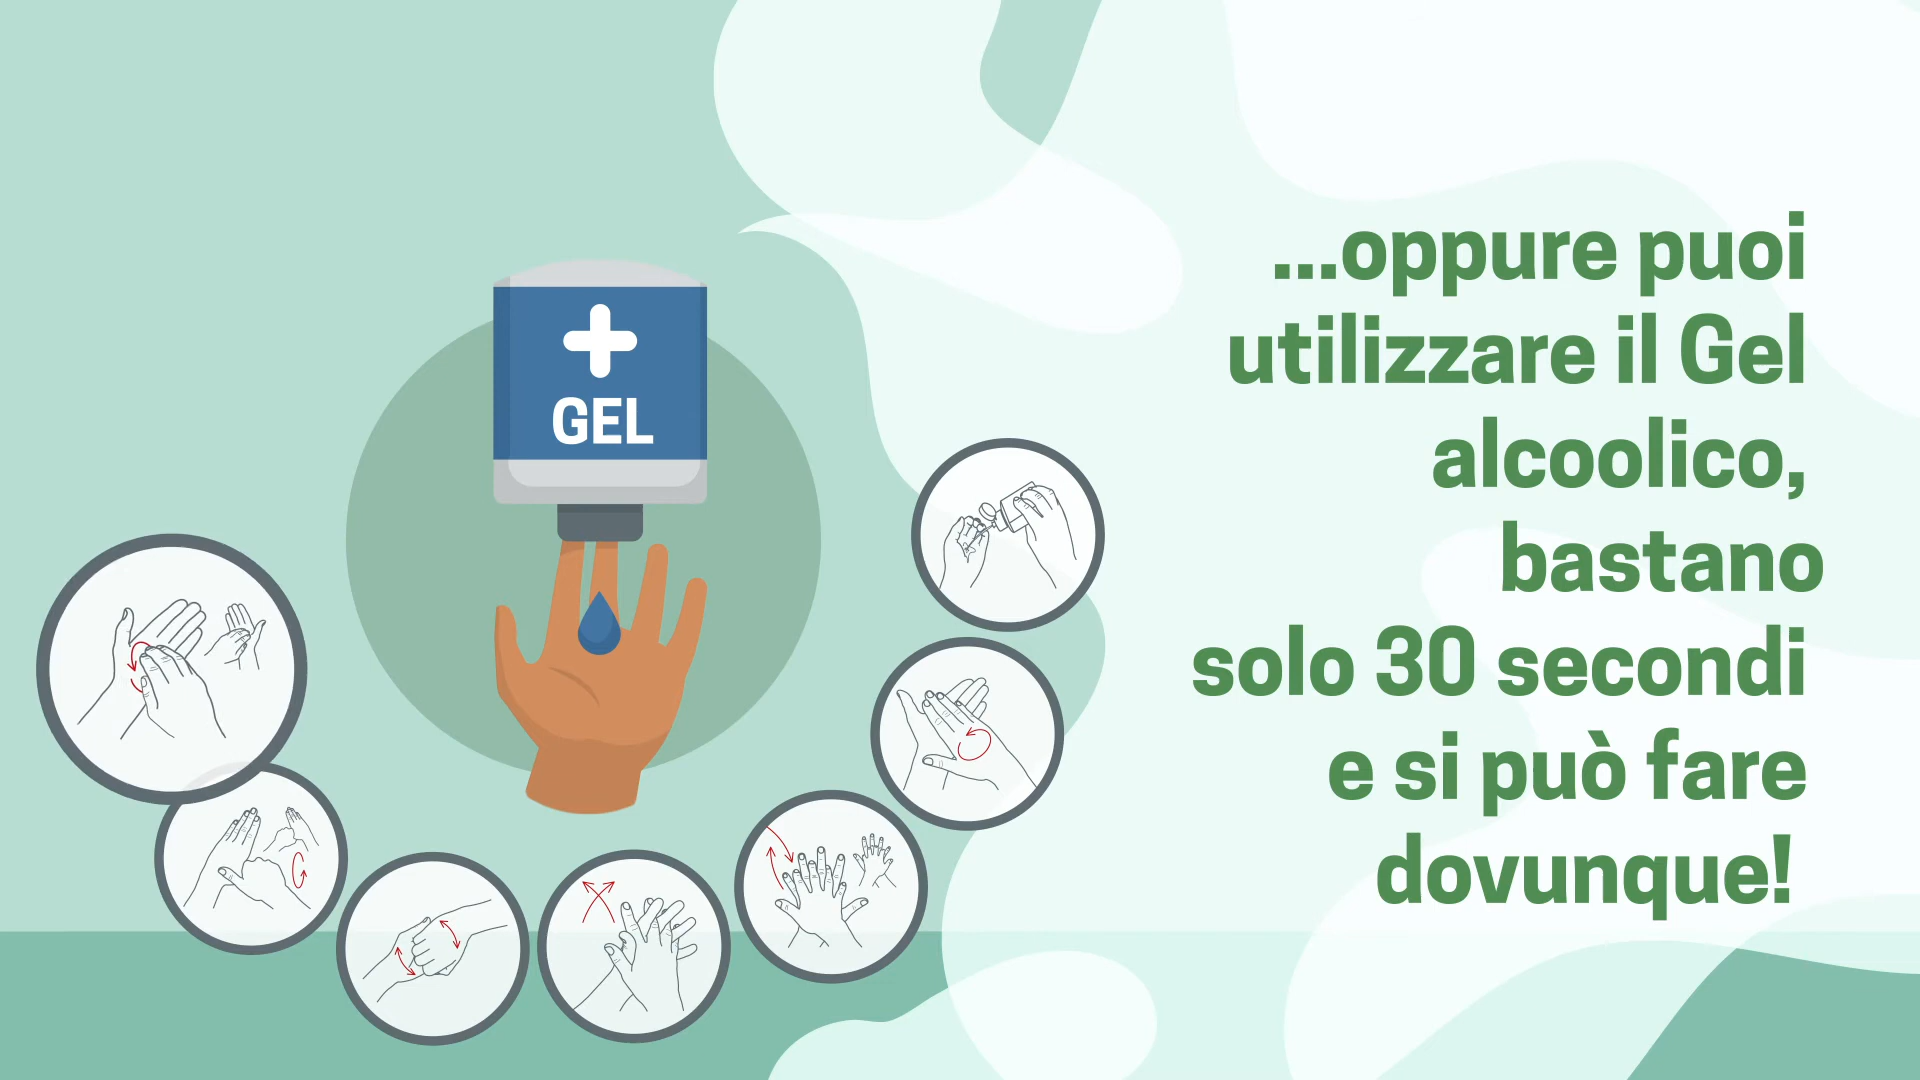 GEL
...oppure puoi
utilizzare il Gel
alcoolico,
bastano
solo 30 secondi
e si può fare
dovunque!